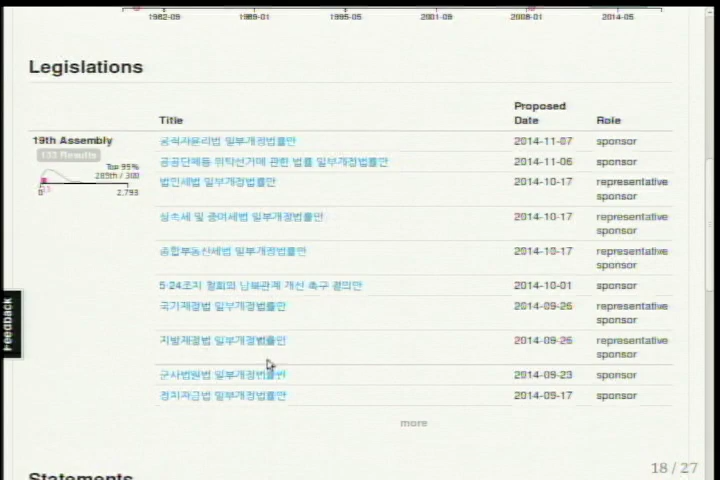 1982-09 1989-01 1995-05 2001-09 2008-01 2014-05
Legislations
Title Proposed Date Role
19th Assembly
133 Results
Top 95%
285th / 300
0 2,793
공직자윤리법 일부개정법률안 2014-11-07 sponsor
공공단체등 위탁선거에 관한 법률 일부개정법률안 2014-11-06 sponsor
법인세법 일부개정법률안 2014-10-17 representative sponsor
상속세 및 증여세법 일부개정법률안 2014-10-17 representative sponsor
종합부동산세법 일부개정법률안 2014-10-17 representative sponsor
5·24조치 철회와 남북관계 개선 촉구 결의안 2014-10-01 sponsor
국가재정법 일부개정법률안 2014-09-26 representative sponsor
지방재정법 일부개정법률안 2014-09-26 representative sponsor
군사법원법 일부개정법률안 2014-09-23 sponsor
정치자금법 일부개정법률안 2014-09-17 sponsor
more
Feedback
Statements
18 / 27